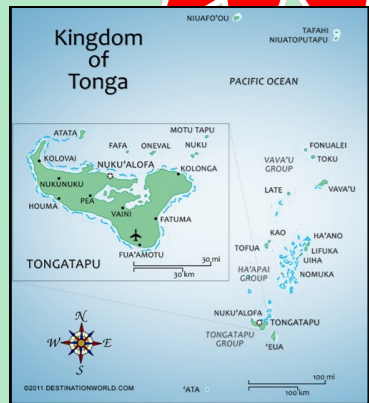 NIUAFO'OU
TAFAHI
NIUATOPUTAPU
Kingdom
of
Tonga
PACIFIC OCEAN
ATATA
MOTU TAPU
FAFA
ONEVAL
NUKU
KOLOVAI
NUKU'ALOFA
KOLONGA
NUKUNUKU
PEA
HOUMA
VAINI
FATUMA
FUA'AMOTU
TONGATAPU
30 mi
30 km
FONUALEI
TOKU
VAVA'U
GROUP
LATE
VAVA'U
KAO
HA'ANO
TOFUA
LIFUKA
UIHA
HA'APAI
GROUP
NOMUKA
NUKU'ALOFA
TONGATAPU
TONGATAPU
GROUP
'EUA
N
W
E
S
100 mi
100 km
©2011 DESTINATIONWORLD.COM
'ATA